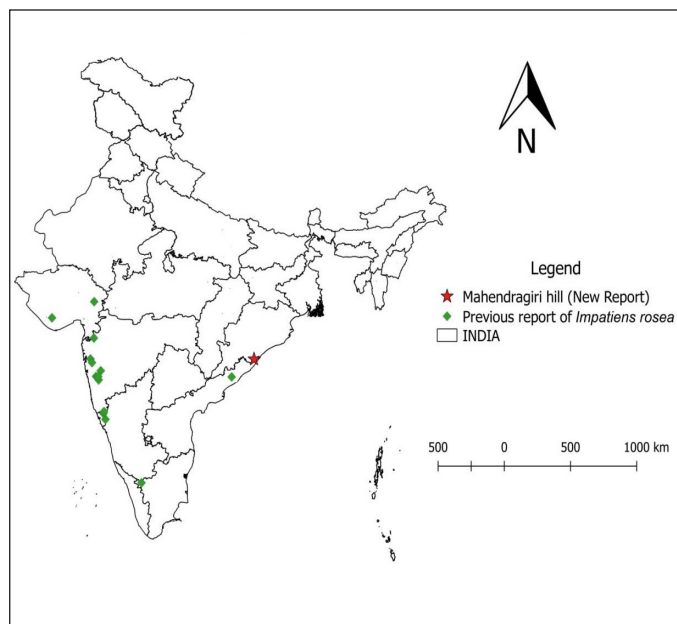 N
Legend
Mahendragiri hill (New Report)
Previous report of Impatiens rosea
INDIA
500 0 500 1000 km